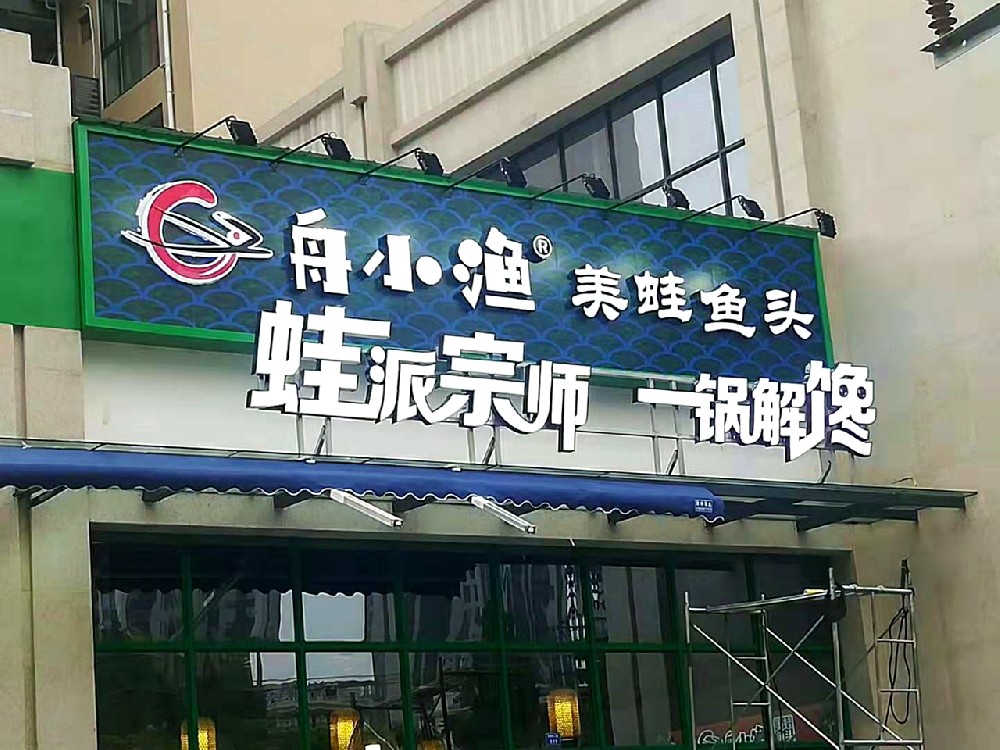 舟小渔® 美蛙鱼头
蛙派宗师 一锅解馋